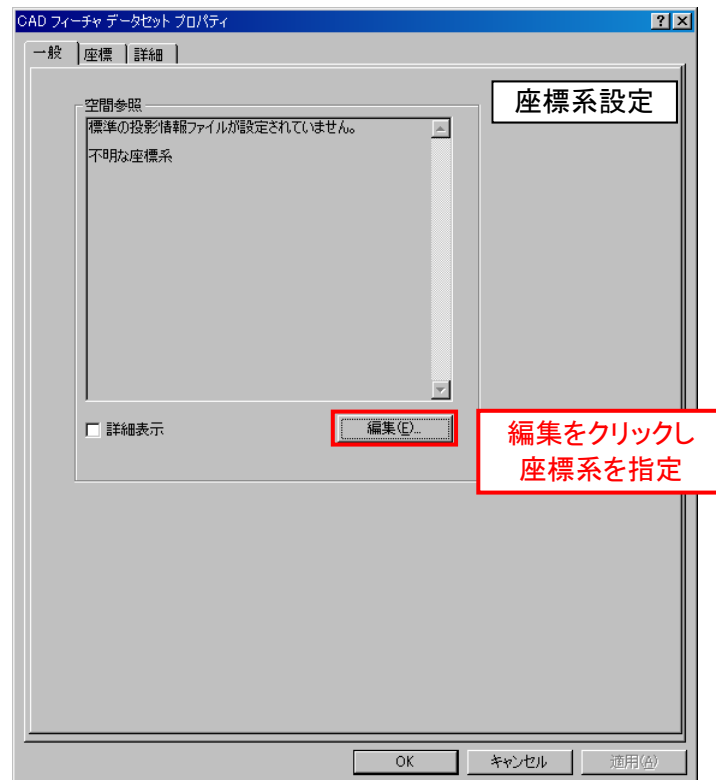 CAD フィーチャ データセット プロパティ
一般 座標 詳細
座標系設定
空間参照
標準の投影情報ファイルが設定されていません。
不明な座標系
詳細表示
編集(E)...
編集をクリックし
座標系を指定
OK キャンセル 適用(A)